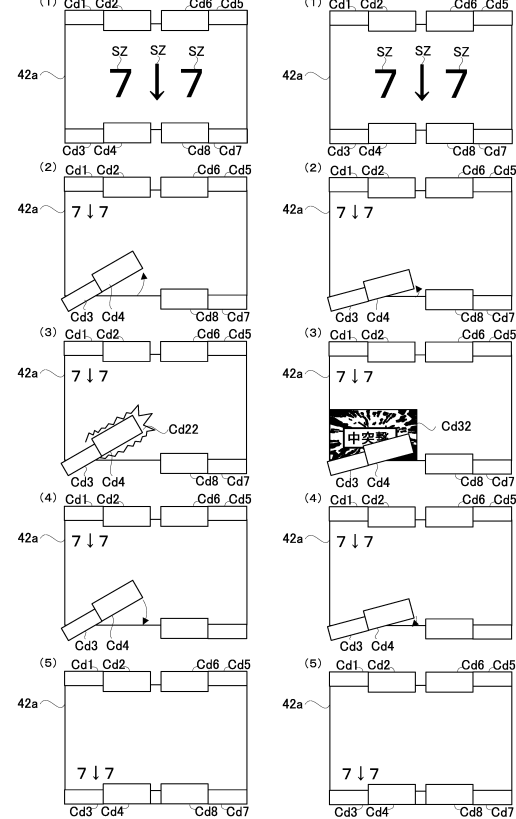 (1) Cd1 Cd2 Cd6 Cd5
SZ SZ SZ
42a 7 ↓ 7
Cd3 Cd4 Cd8 Cd7
(2) Cd1 Cd2 Cd6 Cd5
42a 7 ↓ 7
Cd3 Cd4 Cd8 Cd7
(3) Cd1 Cd2 Cd6 Cd5
42a 7 ↓ 7
Cd22
Cd3 Cd4 Cd8 Cd7
(4) Cd1 Cd2 Cd6 Cd5
42a 7 ↓ 7
Cd3 Cd4 Cd8 Cd7
(5) Cd1 Cd2 Cd6 Cd5
42a
7 ↓ 7
Cd3 Cd4 Cd8 Cd7
(1) Cd1 Cd2 Cd6 Cd5
SZ SZ SZ
42a 7 ↓ 7
Cd3 Cd4 Cd8 Cd7
(2) Cd1 Cd2 Cd6 Cd5
42a 7 ↓ 7
Cd3 Cd4 Cd8 Cd7
(3) Cd1 Cd2 Cd6 Cd5
42a 7 ↓ 7
Cd32
中突撃
Cd3 Cd4 Cd8 Cd7
(4) Cd1 Cd2 Cd6 Cd5
42a 7 ↓ 7
Cd3 Cd4 Cd8 Cd7
(5) Cd1 Cd2 Cd6 Cd5
42a
7 ↓ 7
Cd3 Cd4 Cd8 Cd7